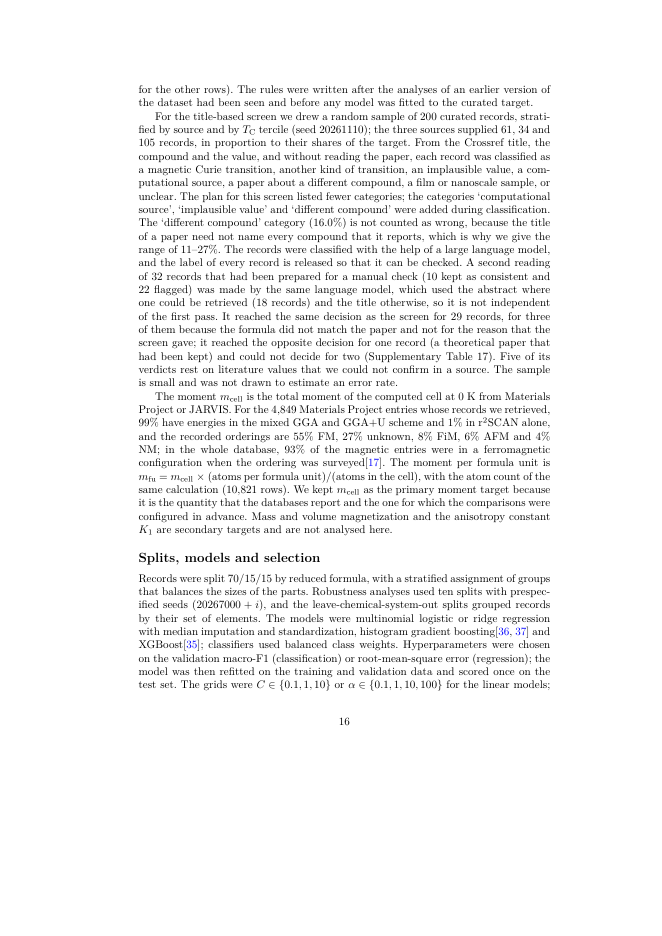 for the other rows). The rules were written after the analyses of an earlier version of
the dataset had been seen and before any model was fitted to the curated target.
For the title-based screen we drew a random sample of 200 curated records, strati-
fied by source and by T_C tercile (seed 20261110); the three sources supplied 61, 34 and
105 records, in proportion to their shares of the target. From the Crossref title, the
compound and the value, and without reading the paper, each record was classified as
a magnetic Curie transition, another kind of transition, an implausible value, a com-
putational source, a paper about a different compound, a film or nanoscale sample, or
unclear. The plan for this screen listed fewer categories; the categories ‘computational
source’, ‘implausible value’ and ‘different compound’ were added during classification.
The ‘different compound’ category (16.0%) is not counted as wrong, because the title
of a paper need not name every compound that it reports, which is why we give the
range of 11–27%. The records were classified with the help of a large language model,
and the label of every record is released so that it can be checked. A second reading
of 32 records that had been prepared for a manual check (10 kept as consistent and
22 flagged) was made by the same language model, which used the abstract where
one could be retrieved (18 records) and the title otherwise, so it is not independent
of the first pass. It reached the same decision as the screen for 29 records, for three
of them because the formula did not match the paper and not for the reason that the
screen gave; it reached the opposite decision for one record (a theoretical paper that
had been kept) and could not decide for two (Supplementary Table 17). Five of its
verdicts rest on literature values that we could not confirm in a source. The sample
is small and was not drawn to estimate an error rate.
The moment m_cell is the total moment of the computed cell at 0 K from Materials
Project or JARVIS. For the 4,849 Materials Project entries whose records we retrieved,
99% have energies in the mixed GGA and GGA+U scheme and 1% in r²SCAN alone,
and the recorded orderings are 55% FM, 27% unknown, 8% FiM, 6% AFM and 4%
NM; in the whole database, 93% of the magnetic entries were in a ferromagnetic
configuration when the ordering was surveyed[17]. The moment per formula unit is
m_fu = m_cell × (atoms per formula unit)/(atoms in the cell), with the atom count of the
same calculation (10,821 rows). We kept m_cell as the primary moment target because
it is the quantity that the databases report and the one for which the comparisons were
configured in advance. Mass and volume magnetization and the anisotropy constant
K₁ are secondary targets and are not analysed here.
Splits, models and selection
Records were split 70/15/15 by reduced formula, with a stratified assignment of groups
that balances the sizes of the parts. Robustness analyses used ten splits with prespec-
ified seeds (20267000 + i), and the leave-chemical-system-out splits grouped records
by their set of elements. The models were multinomial logistic or ridge regression
with median imputation and standardization, histogram gradient boosting[36, 37] and
XGBoost[35]; classifiers used balanced class weights. Hyperparameters were chosen
on the validation macro-F1 (classification) or root-mean-square error (regression); the
model was then refitted on the training and validation data and scored once on the
test set. The grids were C ∈ {0.1, 1, 10} or α ∈ {0.1, 1, 10, 100} for the linear models;
16